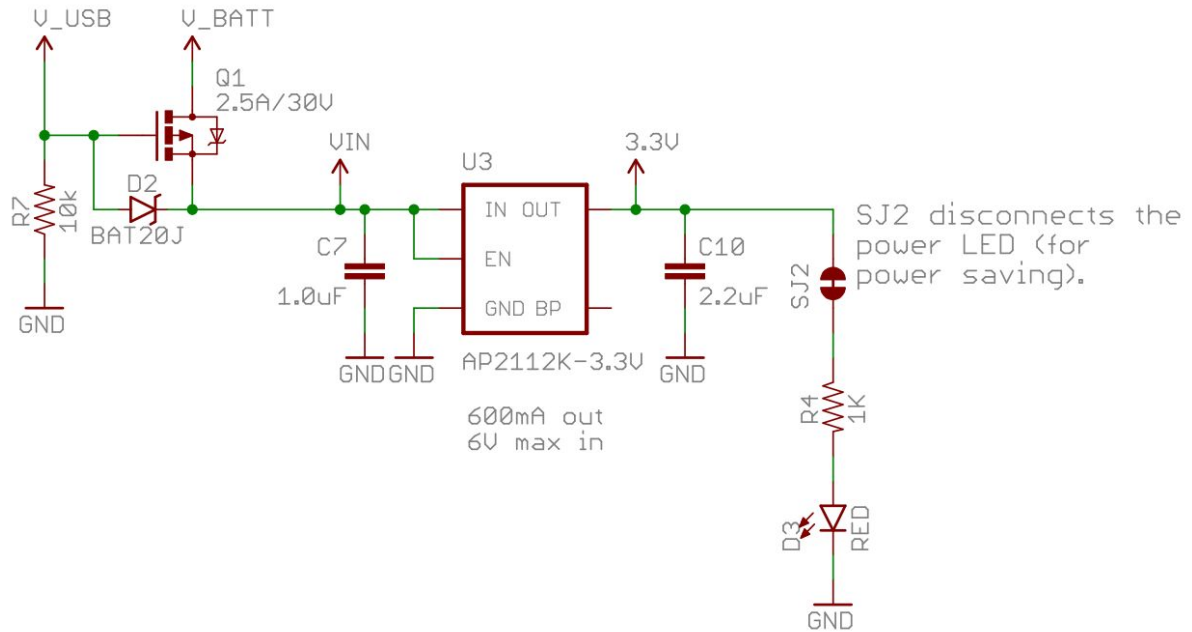 V_USB
V_BATT
Q1
2.5A/30V
D2
BAT20J
R7
10k
GND
VIN
C7
1.0uF
GND
GND
U3
IN OUT
EN
GND BP
AP2112K-3.3V
600mA out
6V max in
3.3V
C10
2.2uF
GND
SJ2 disconnects the
power LED (for
power saving).
SJ2
R4
1K
D3
RED
GND